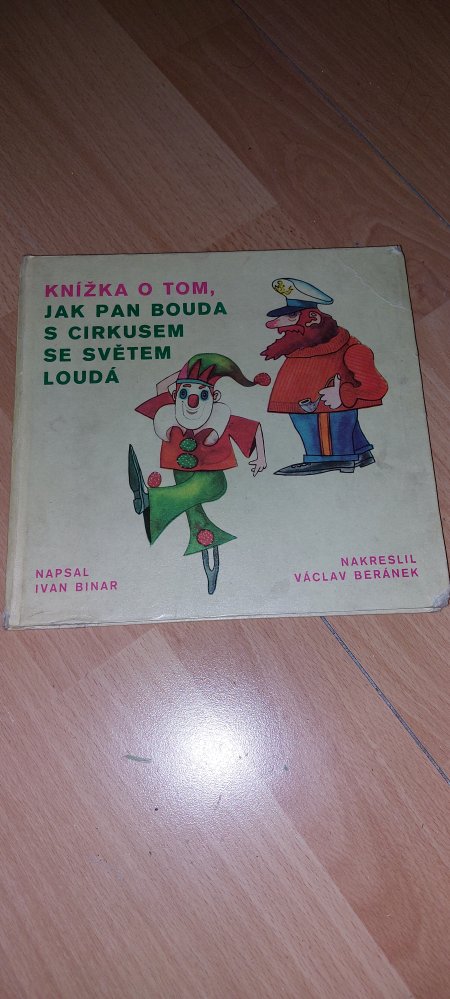 KNÍŽKA O TOM,
JAK PAN BOUDA
S CIRKUSEM
SE SVĚTEM
LOUDÁ
NAPSAL
IVAN BINAR
NAKRESLIL
VÁCLAV BERÁNEK